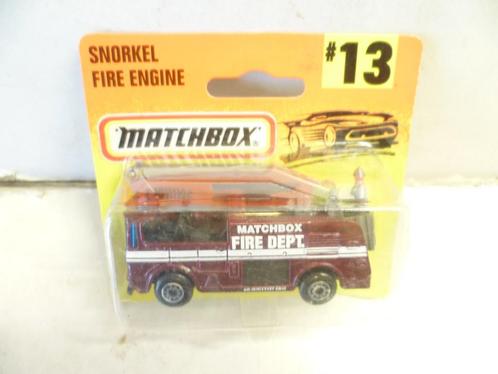 SNORKEL
FIRE ENGINE
#13
MATCHBOX®
MATCHBOX
FIRE DEPT.